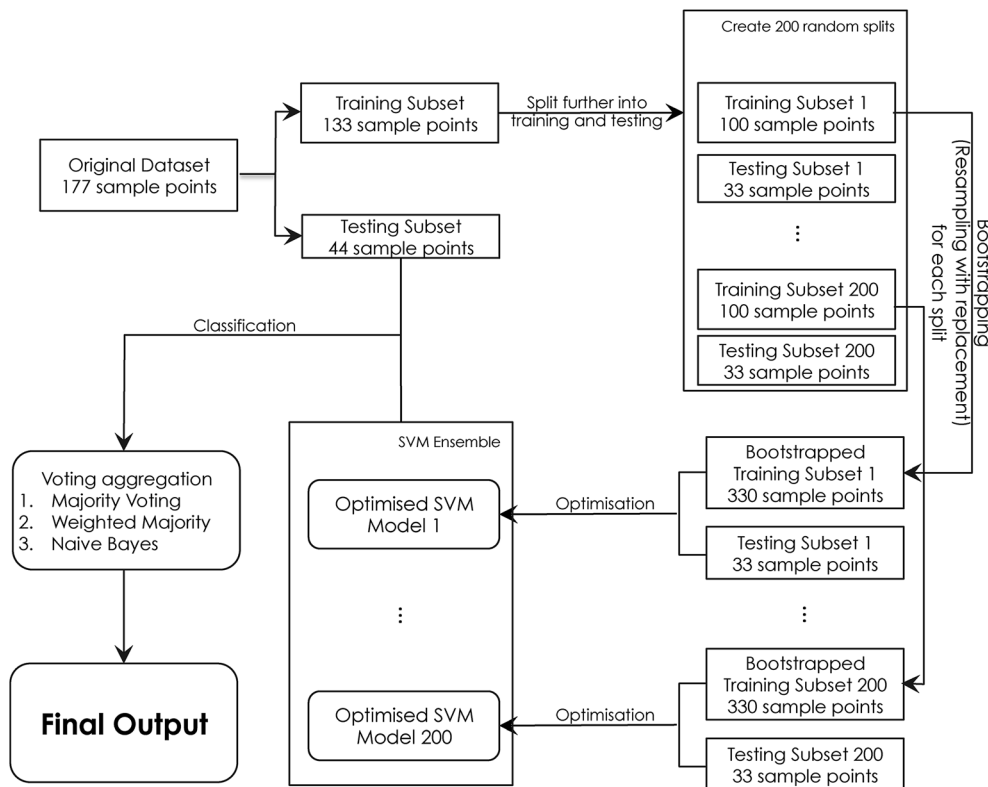 Create 200 random splits
Training Subset
133 sample points
Split further into
training and testing
Training Subset 1
100 sample points
Original Dataset
177 sample points
Testing Subset 1
33 sample points
Testing Subset
44 sample points
⋮
Training Subset 200
100 sample points
Testing Subset 200
33 sample points
Bootstrapping
(Resampling with replacement)
for each split
Classification
SVM Ensemble
Voting aggregation
1. Majority Voting
2. Weighted Majority
3. Naive Bayes
Optimised SVM
Model 1
Optimisation
Bootstrapped
Training Subset 1
330 sample points
Testing Subset 1
33 sample points
⋮
⋮
Final Output
Optimised SVM
Model 200
Optimisation
Bootstrapped
Training Subset 200
330 sample points
Testing Subset 200
33 sample points